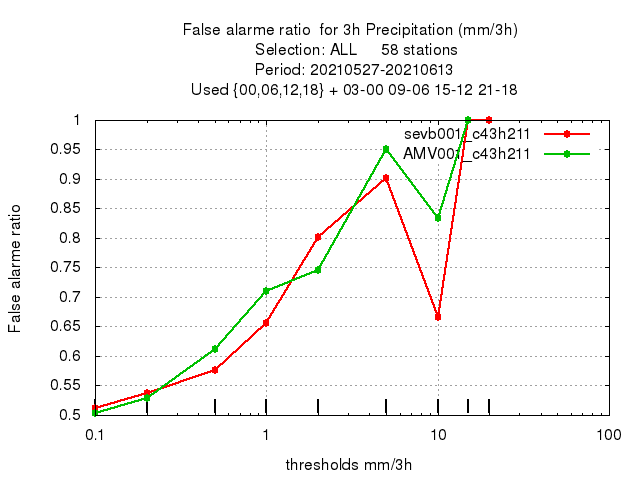 False alarme ratio  for 3h Precipitation (mm/3h)
Selection: ALL     58 stations
Period: 20210527-20210613
Used {00,06,12,18} + 03-00 09-06 15-12 21-18
sevb001_c43h211
AMV001_c43h211
1
0.95
0.9
0.85
0.8
0.75
0.7
0.65
0.6
0.55
0.5
False alarme ratio
0.1 1 10 100
thresholds mm/3h